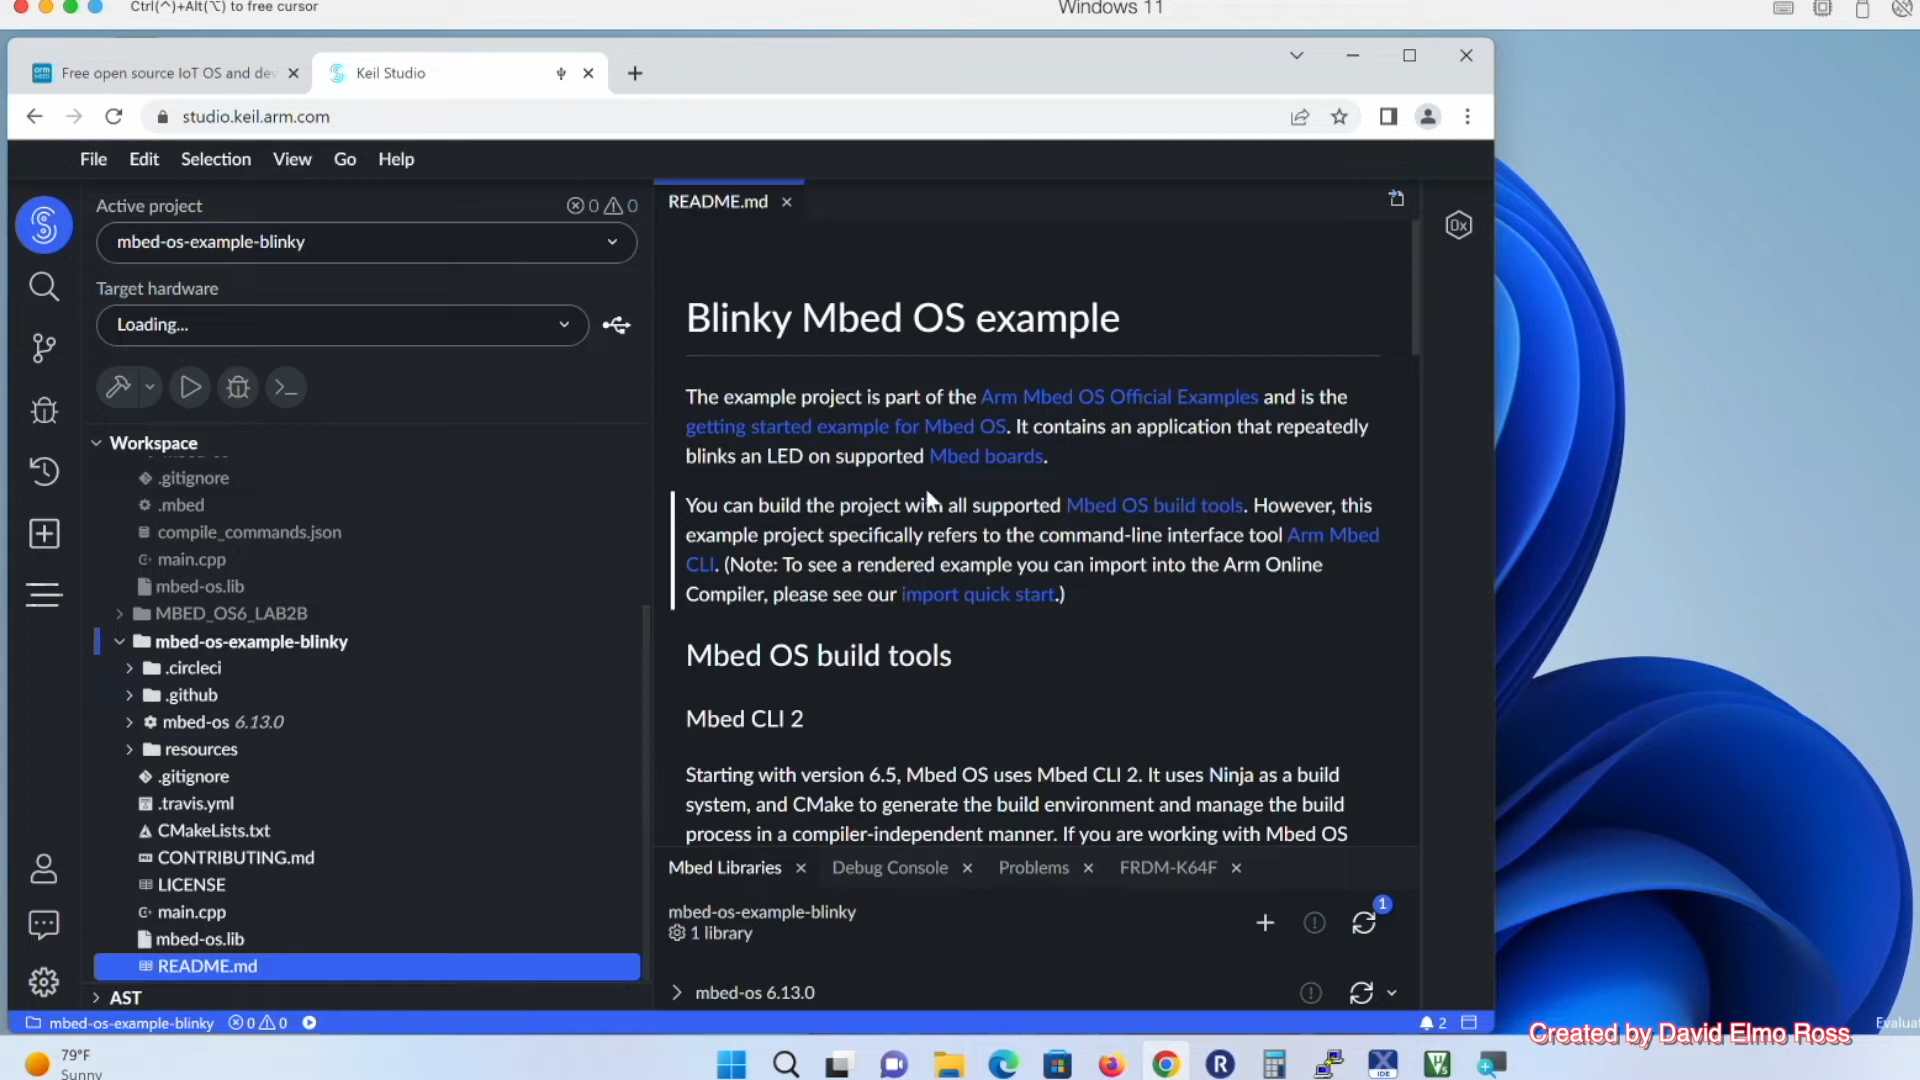 Ctrl(^)+Alt(⌥) to free cursor
Windows 11
Free open source IoT OS and dev
Keil Studio
studio.keil.arm.com
File Edit Selection View Go Help
Active project
0 0
mbed-os-example-blinky
Target hardware
Loading...
Workspace
.gitignore
.mbed
compile_commands.json
main.cpp
mbed-os.lib
MBED_OS6_LAB2B
mbed-os-example-blinky
.circleci
.github
mbed-os 6.13.0
resources
.gitignore
.travis.yml
CMakeLists.txt
CONTRIBUTING.md
LICENSE
main.cpp
mbed-os.lib
README.md
AST
README.md
0x
Blinky Mbed OS example
The example project is part of the Arm Mbed OS Official Examples and is the
getting started example for Mbed OS. It contains an application that repeatedly
blinks an LED on supported Mbed boards.
You can build the project with all supported Mbed OS build tools. However, this
example project specifically refers to the command-line interface tool Arm Mbed
CLI. (Note: To see a rendered example you can import into the Arm Online
Compiler, please see our import quick start.)
Mbed OS build tools
Mbed CLI 2
Starting with version 6.5, Mbed OS uses Mbed CLI 2. It uses Ninja as a build
system, and CMake to generate the build environment and manage the build
process in a compiler-independent manner. If you are working with Mbed OS
Mbed Libraries Debug Console Problems FRDM-K64F
mbed-os-example-blinky
1 library
1
mbed-os 6.13.0
mbed-os-example-blinky 0 0
2
Created by David Elmo Ross
79°F
Sunny